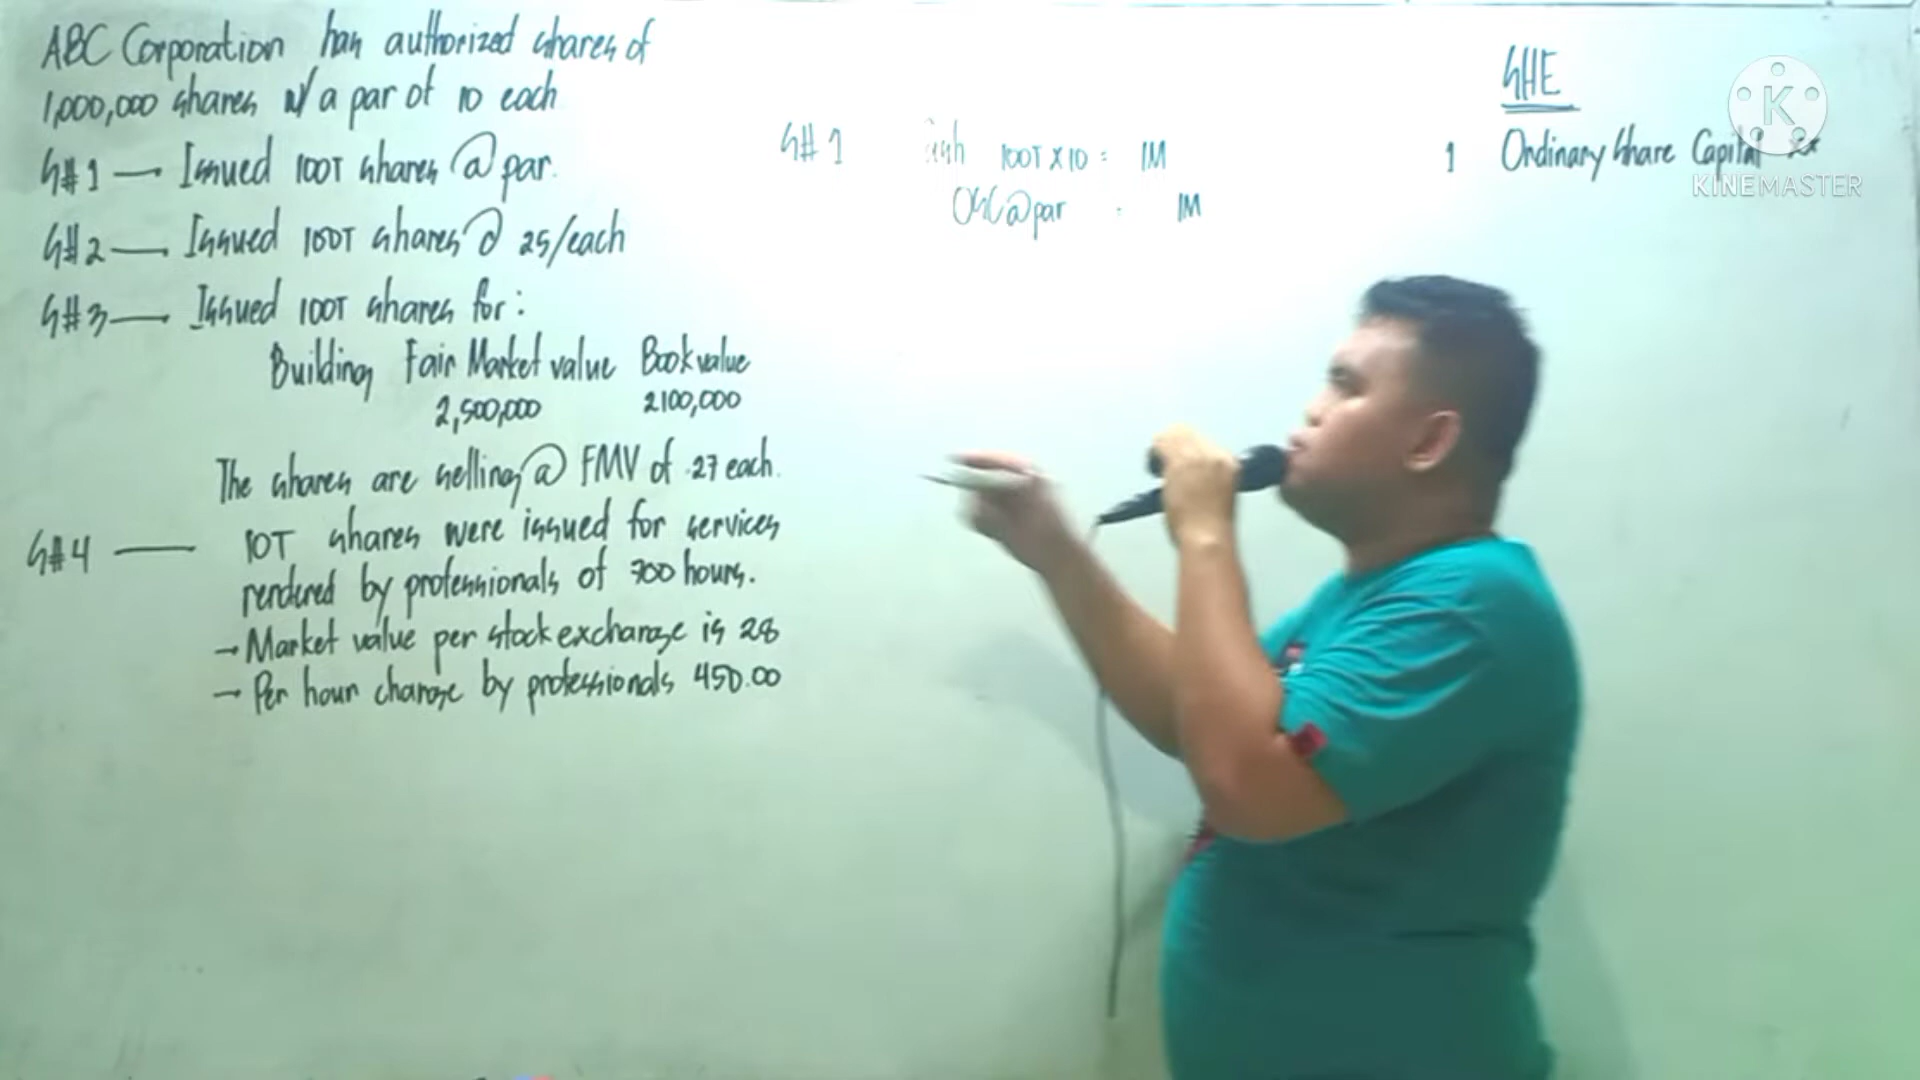 ABC Corporation has authorized shares of
1,000,000 shares w/ a par of 10 each
S#1 — Issued 100T shares @ par.
S#2 — Issued 100T shares @ 25/each
S#3 — Issued 100T shares for:
Building Fair Market value Book value
2,500,000 2100,000
The shares are selling @ FMV of 27 each.
S#4 — 10T shares were issued for services
rendered by professionals of 700 hours.
→ Market value per stock exchange is 28
→ Per hour charge by professionals 450.00
S#1 Cash 100T x 10 = 1M
OSC @ par 1M
SHE
1 Ordinary Share Capital xx
K
KINEMASTER